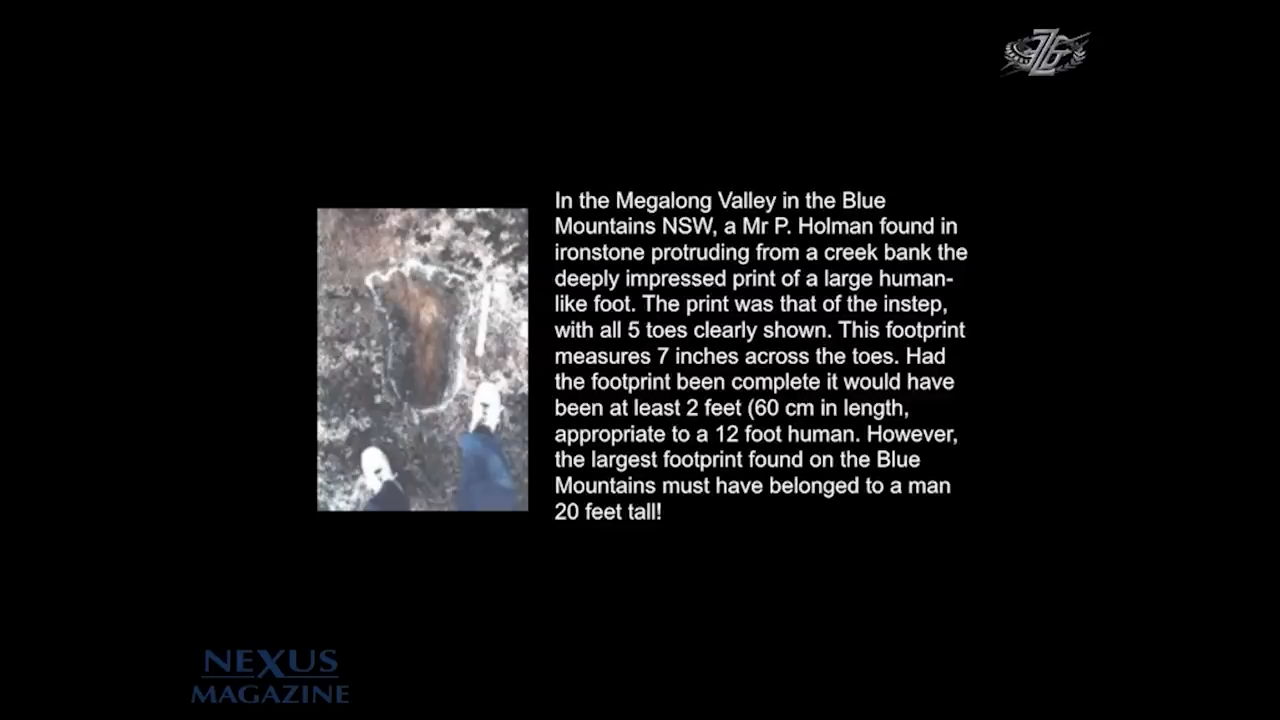 In the Megalong Valley in the Blue
Mountains NSW, a Mr P. Holman found in
ironstone protruding from a creek bank the
deeply impressed print of a large human-
like foot. The print was that of the instep,
with all 5 toes clearly shown. This footprint
measures 7 inches across the toes. Had
the footprint been complete it would have
been at least 2 feet (60 cm in length,
appropriate to a 12 foot human. However,
the largest footprint found on the Blue
Mountains must have belonged to a man
20 feet tall!
NEXUS
MAGAZINE